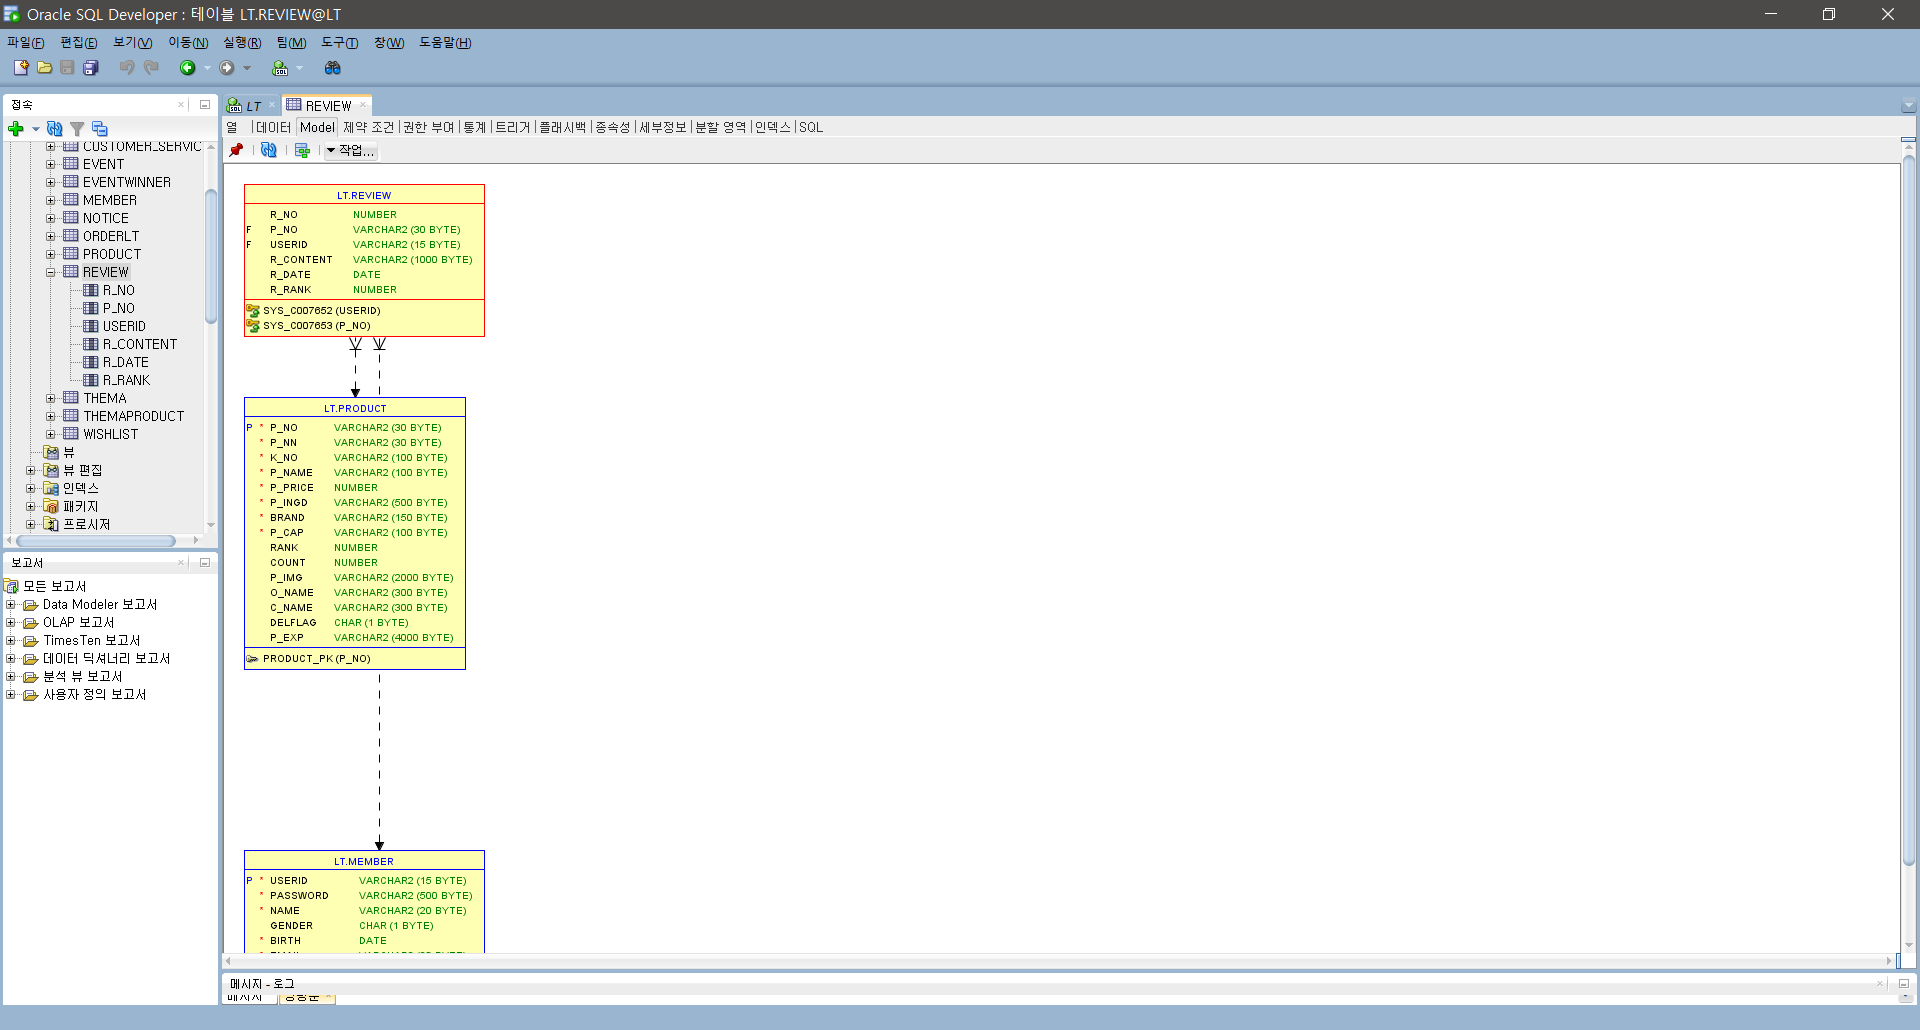 Oracle SQL Developer : 테이블 LT.REVIEW@LT
파일(F) 편집(E) 보기(V) 이동(N) 실행(R) 팀(M) 도구(T) 창(W) 도움말(H)
접속
CUSTOMER_SERVIC
EVENT
EVENTWINNER
MEMBER
NOTICE
ORDERLT
PRODUCT
REVIEW
R_NO
P_NO
USERID
R_CONTENT
R_DATE
R_RANK
THEMA
THEMAPRODUCT
WISHLIST
뷰
뷰 편집
인덱스
패키지
프로시저
보고서
모든 보고서
Data Modeler 보고서
OLAP 보고서
TimesTen 보고서
데이터 딕셔너리 보고서
분석 뷰 보고서
사용자 정의 보고서
LT REVIEW
열 데이터 Model 제약 조건 권한 부여 통계 트리거 플래시백 종속성 세부정보 분할 영역 인덱스 SQL
작업...
LT.REVIEW
R_NO NUMBER
F P_NO VARCHAR2 (30 BYTE)
F USERID VARCHAR2 (15 BYTE)
R_CONTENT VARCHAR2 (1000 BYTE)
R_DATE DATE
R_RANK NUMBER
SYS_C007652 (USERID)
SYS_C007653 (P_NO)
LT.PRODUCT
P * P_NO VARCHAR2 (30 BYTE)
* P_NN VARCHAR2 (30 BYTE)
* K_NO VARCHAR2 (100 BYTE)
* P_NAME VARCHAR2 (100 BYTE)
* P_PRICE NUMBER
* P_INGD VARCHAR2 (500 BYTE)
* BRAND VARCHAR2 (150 BYTE)
* P_CAP VARCHAR2 (100 BYTE)
RANK NUMBER
COUNT NUMBER
P_IMG VARCHAR2 (2000 BYTE)
O_NAME VARCHAR2 (300 BYTE)
C_NAME VARCHAR2 (300 BYTE)
DELFLAG CHAR (1 BYTE)
P_EXP VARCHAR2 (4000 BYTE)
PRODUCT_PK (P_NO)
LT.MEMBER
P * USERID VARCHAR2 (15 BYTE)
* PASSWORD VARCHAR2 (500 BYTE)
* NAME VARCHAR2 (20 BYTE)
GENDER CHAR (1 BYTE)
* BIRTH DATE
메시지 - 로그
메시지